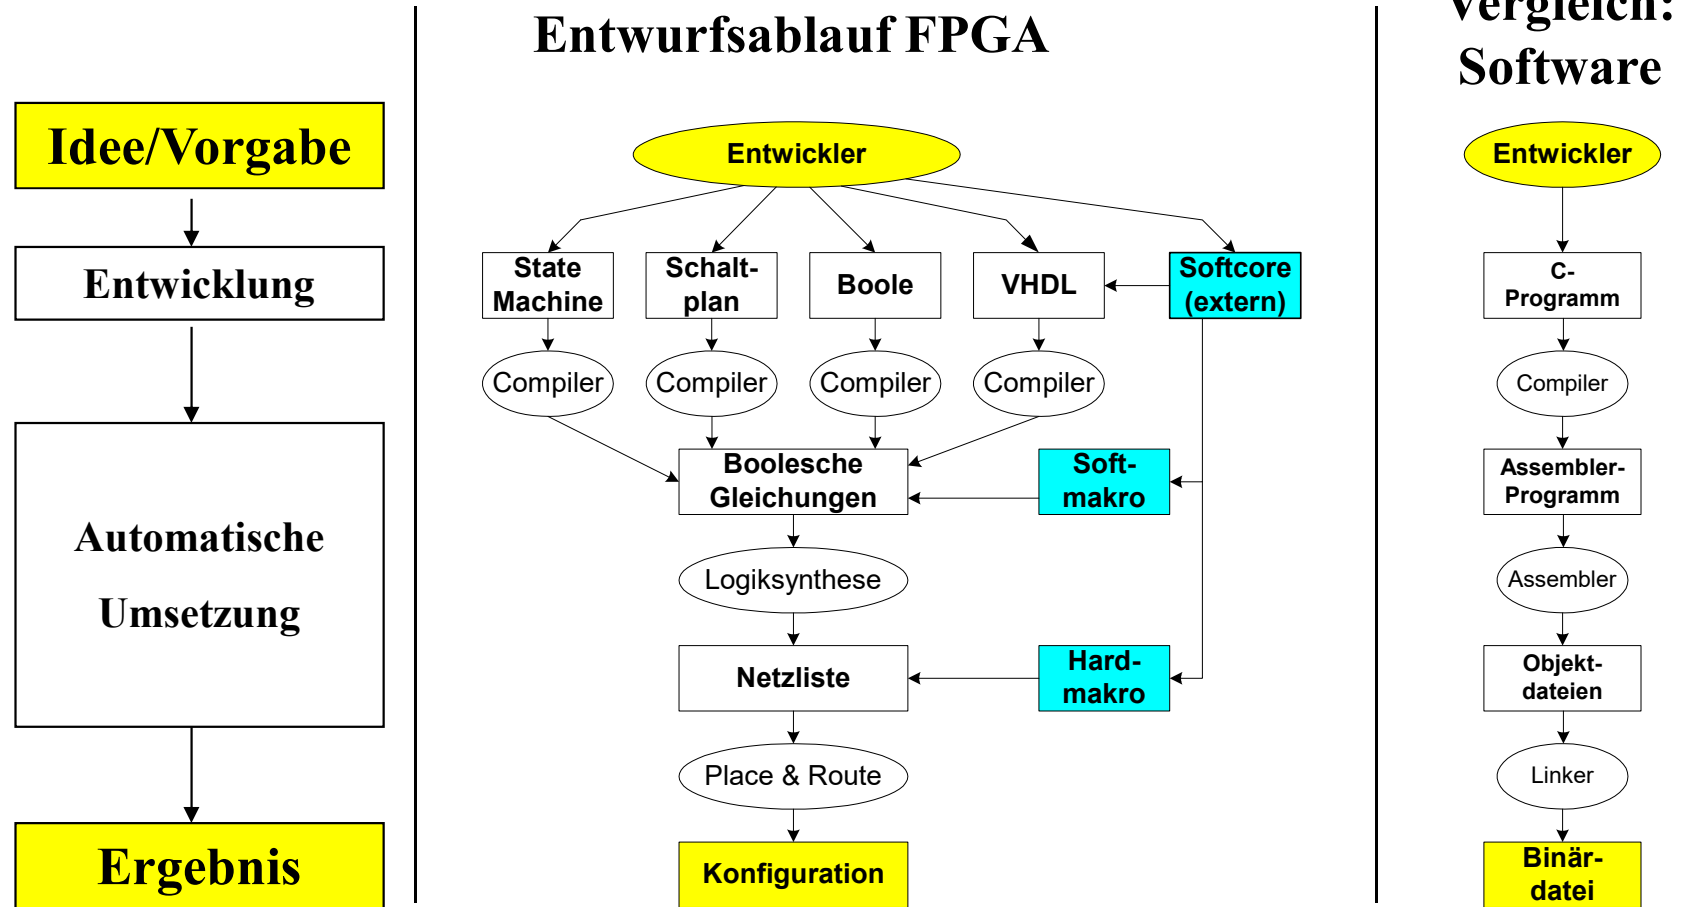 Idee/Vorgabe
Entwicklung
Automatische
Umsetzung
Ergebnis
Entwurfsablauf FPGA
Entwickler
State
Machine
Schalt-
plan
Boole
VHDL
Softcore
(extern)
Compiler
Compiler
Compiler
Compiler
Boolesche
Gleichungen
Soft-
makro
Logiksynthese
Netzliste
Hard-
makro
Place & Route
Konfiguration
Vergleich:
Software
Entwickler
C-
Programm
Compiler
Assembler-
Programm
Assembler
Objekt-
dateien
Linker
Binär-
datei